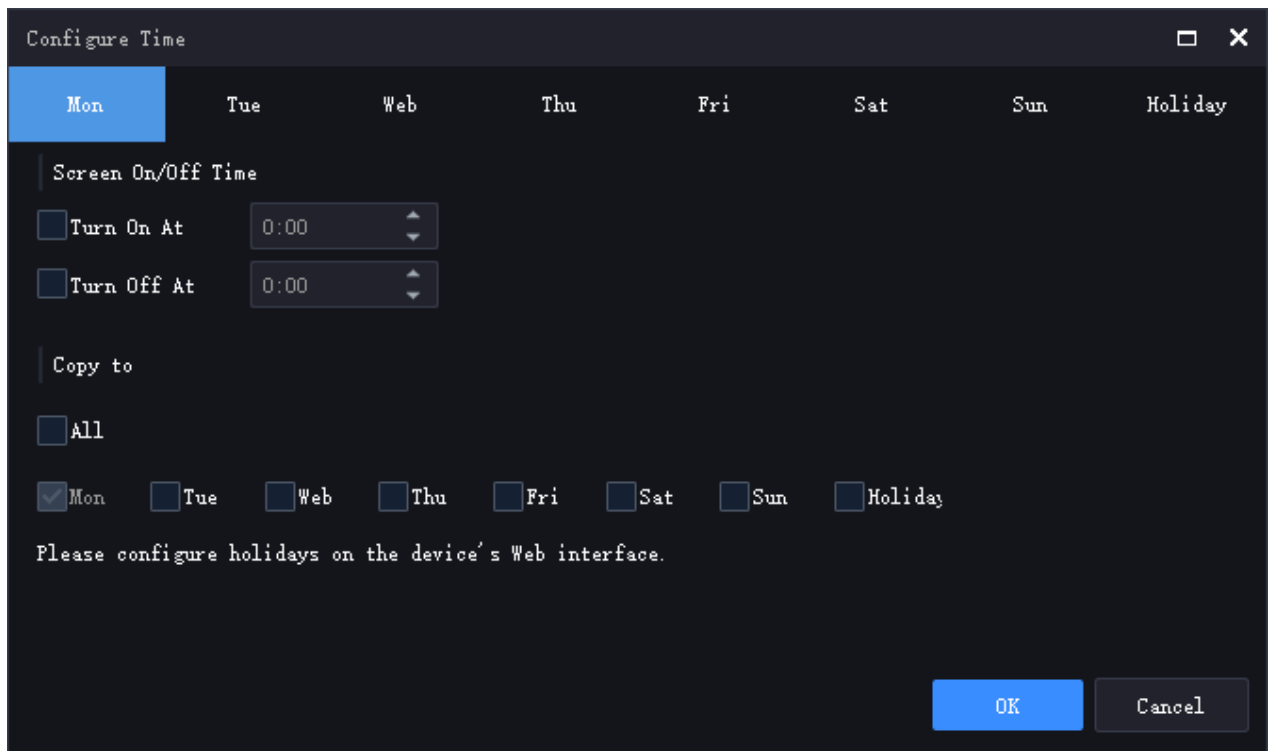 Configure Time
Mon Tue Web Thu Fri Sat Sun Holiday
Screen On/Off Time
Turn On At 0:00
Turn Off At 0:00
Copy to
All
Mon Tue Web Thu Fri Sat Sun Holiday
Please configure holidays on the device's Web interface.
OK Cancel